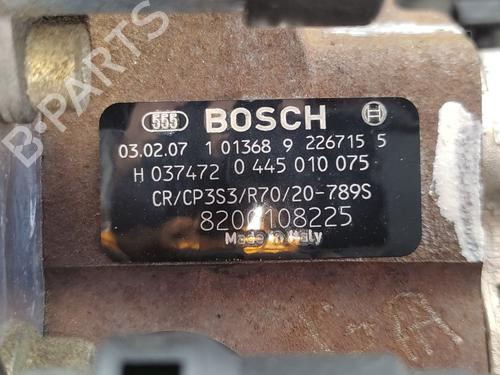 B-PARTS
555 BOSCH
03.02.07 1 01368 9 226715 5
H 037472 0 445 010 075
CR/CP3S3/R70/20-789S
8200108225
Made in Italy